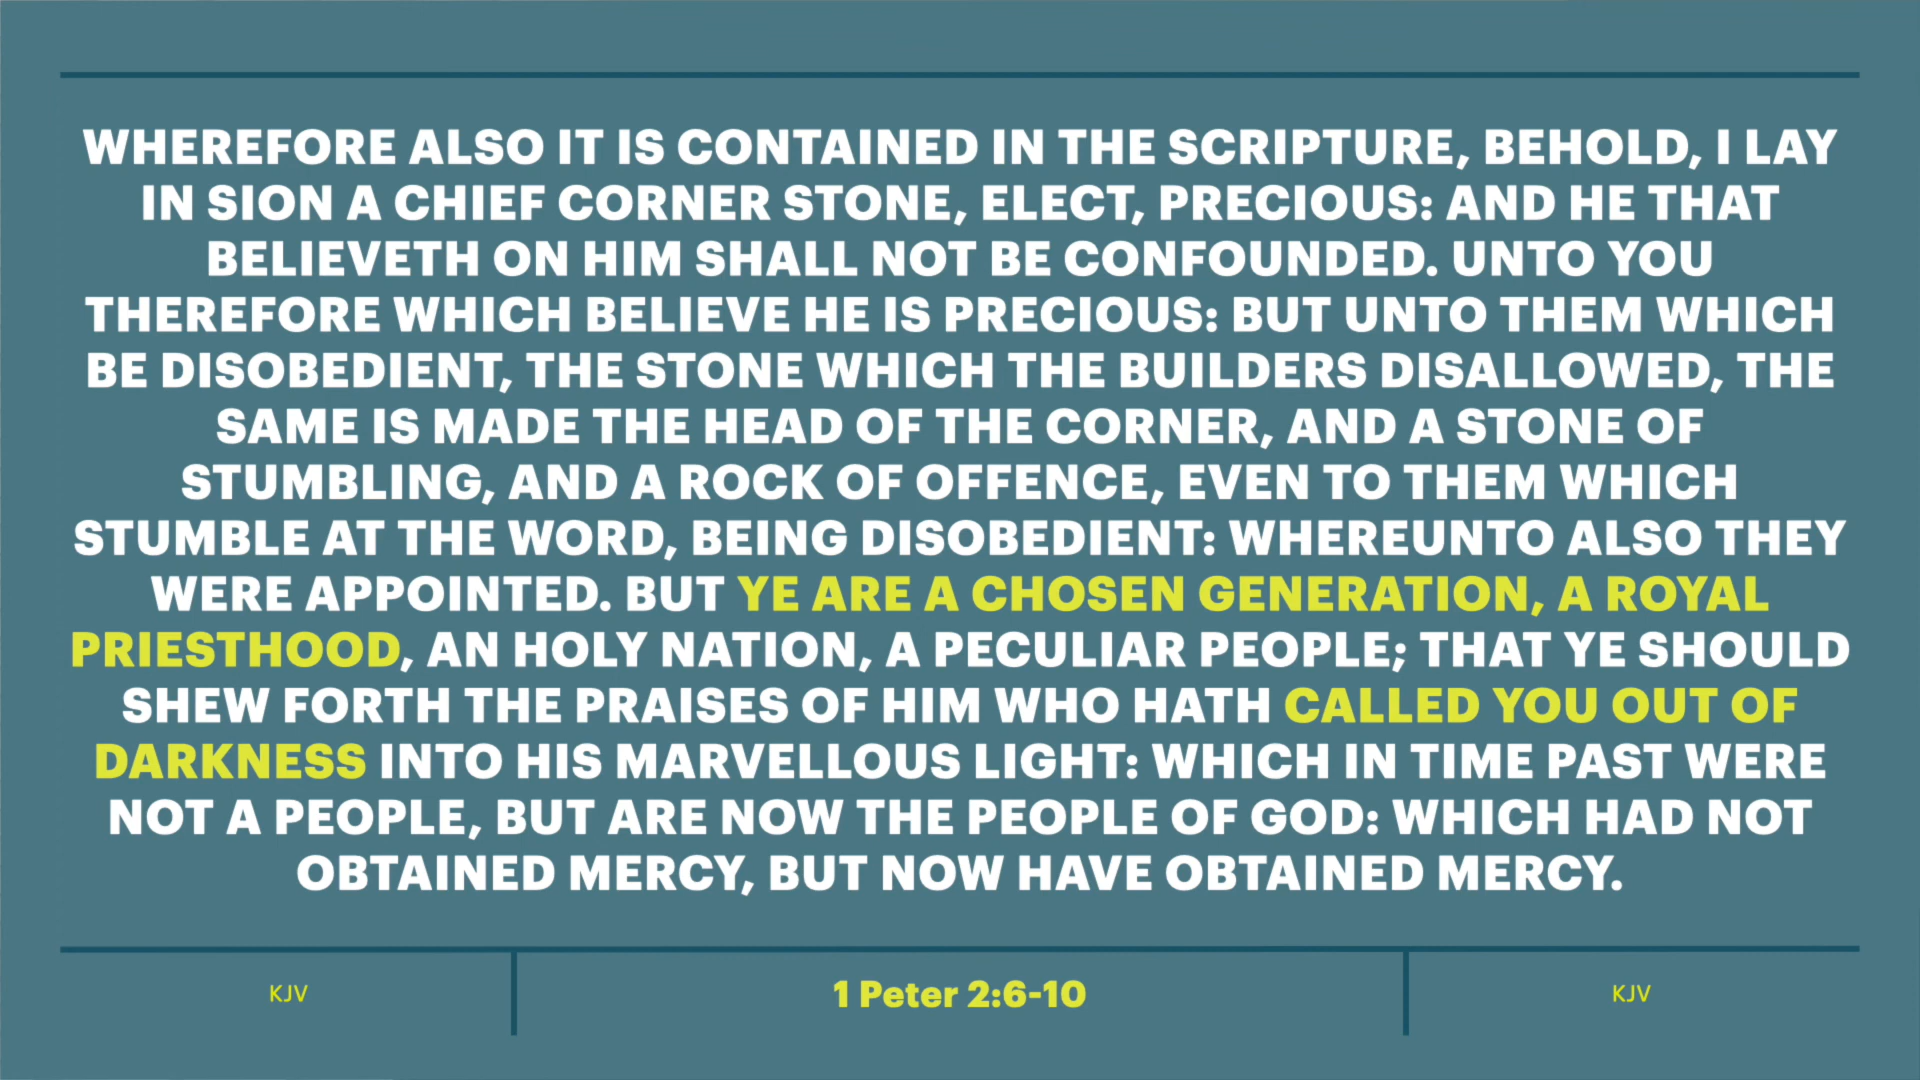 WHEREFORE ALSO IT IS CONTAINED IN THE SCRIPTURE, BEHOLD, I LAY
IN SION A CHIEF CORNER STONE, ELECT, PRECIOUS: AND HE THAT
BELIEVETH ON HIM SHALL NOT BE CONFOUNDED. UNTO YOU
THEREFORE WHICH BELIEVE HE IS PRECIOUS: BUT UNTO THEM WHICH
BE DISOBEDIENT, THE STONE WHICH THE BUILDERS DISALLOWED, THE
SAME IS MADE THE HEAD OF THE CORNER, AND A STONE OF
STUMBLING, AND A ROCK OF OFFENCE, EVEN TO THEM WHICH
STUMBLE AT THE WORD, BEING DISOBEDIENT: WHEREUNTO ALSO THEY
WERE APPOINTED. BUT YE ARE A CHOSEN GENERATION, A ROYAL
PRIESTHOOD, AN HOLY NATION, A PECULIAR PEOPLE; THAT YE SHOULD
SHEW FORTH THE PRAISES OF HIM WHO HATH CALLED YOU OUT OF
DARKNESS INTO HIS MARVELLOUS LIGHT: WHICH IN TIME PAST WERE
NOT A PEOPLE, BUT ARE NOW THE PEOPLE OF GOD: WHICH HAD NOT
OBTAINED MERCY, BUT NOW HAVE OBTAINED MERCY.
KJV
1 Peter 2:6-10
KJV